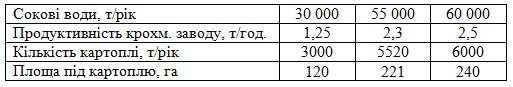 Сокові води, т/рік 30 000 55 000 60 000
Продуктивність крохм. заводу, т/год. 1,25 2,3 2,5
Кількість картоплі, т/рік 3000 5520 6000
Площа під картоплю, га 120 221 240